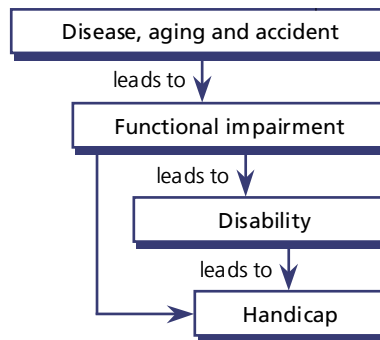 Disease, aging and accident
leads to
Functional impairment
leads to
Disability
leads to
Handicap